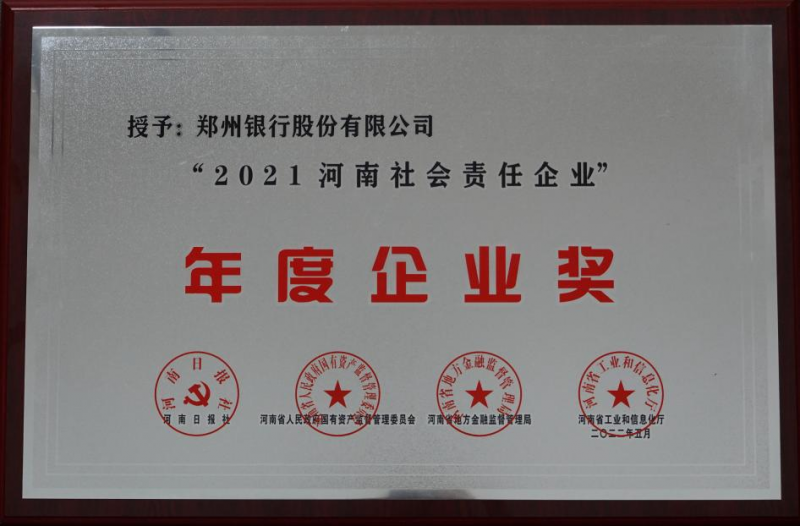 授予：郑州银行股份有限公司
“2021河南社会责任企业”
年度企业奖
河南日报社
河南省人民政府国有资产监督管理委员会
河南省地方金融监督管理局
河南省工业和信息化厅
河南日报社
河南省人民政府国有资产监督管理委员会
河南省地方金融监督管理局
河南省工业和信息化厅
二〇二二年五月